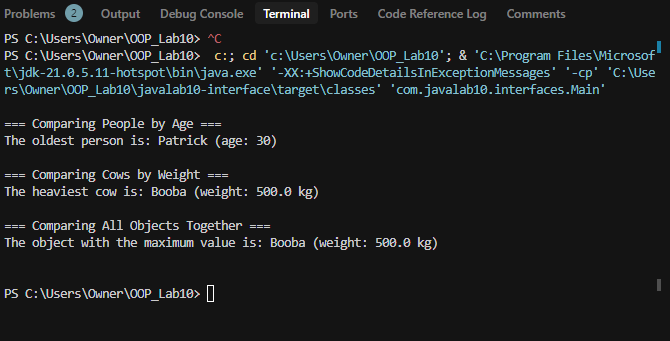 Problems 2 Output Debug Console Terminal Ports Code Reference Log Comments
PS C:\Users\Owner\OOP_Lab10> ^C
PS C:\Users\Owner\OOP_Lab10>  c:; cd 'c:\Users\Owner\OOP_Lab10'; & 'C:\Program Files\Microsof
t\jdk-21.0.5.11-hotspot\bin\java.exe' '-XX:+ShowCodeDetailsInExceptionMessages' '-cp' 'C:\Use
rs\Owner\OOP_Lab10\javalab10-interface\target\classes' 'com.javalab10.interfaces.Main'
=== Comparing People by Age ===
The oldest person is: Patrick (age: 30)
=== Comparing Cows by Weight ===
The heaviest cow is: Booba (weight: 500.0 kg)
=== Comparing All Objects Together ===
The object with the maximum value is: Booba (weight: 500.0 kg)
PS C:\Users\Owner\OOP_Lab10>